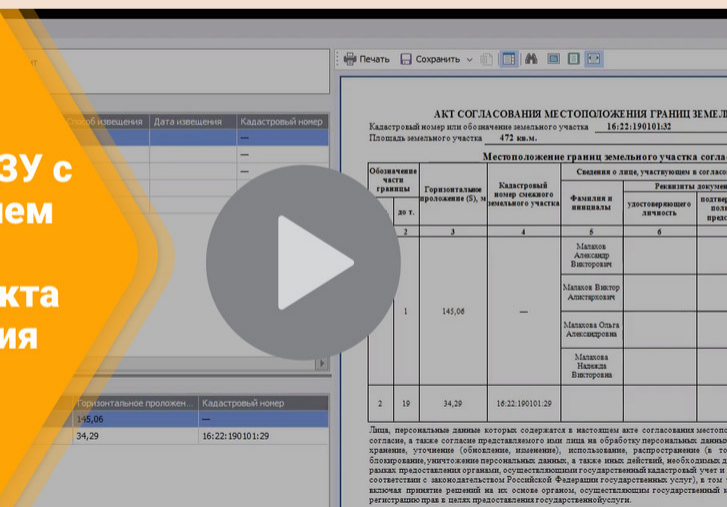 ЗУ с
ием
кта
ия
Способ извещения Дата извещения Кадастровый номер
—
—
—
—
Горизонтальное проложен... Кадастровый номер
145,06 —
34,29 16:22:190101:29
Печать Сохранить
АКТ СОГЛАСОВАНИЯ МЕСТОПОЛОЖЕНИЯ ГРАНИЦ ЗЕМЕЛ
Кадастровый номер или обозначение земельного участка 16:22:190101:32
Площадь земельного участка 472 кв.м.
Местоположение границ земельного участка согла
Обозначение части границы
до т.
Горизонтальное проложение (S), м
Кадастровый номер смежного земельного участка
Сведения о лице, участвующем в согласо
Фамилия и инициалы
Реквизиты докумен
удостоверяющего личность
2 3 4 5 6
1 145,06 —
Малахов Александр Викторович
Малахов Виктор Алистархович
Малахова Ольга Александровна
Малахова Надежда Викторовна
2 19 34,29 16:22:190101:29
Лица, персональные данные которых содержатся в настоящем акте согласования местопо
согласие, а также согласие представляемого ими лица на обработку персональных данных
хранение, уточнение (обновление, изменение), использование, распространение (в то
блокирование, уничтожение персональных данных, а также иных действий, необходимых д
рамках предоставления органами, осуществляющими государственный кадастровый учет и
соответствии с законодательством Российской Федерации государственных услуг), в том
включая принятие решений на их основе органом, осуществляющим государственный к
регистрацию прав в целях предоставления государственной услуги.